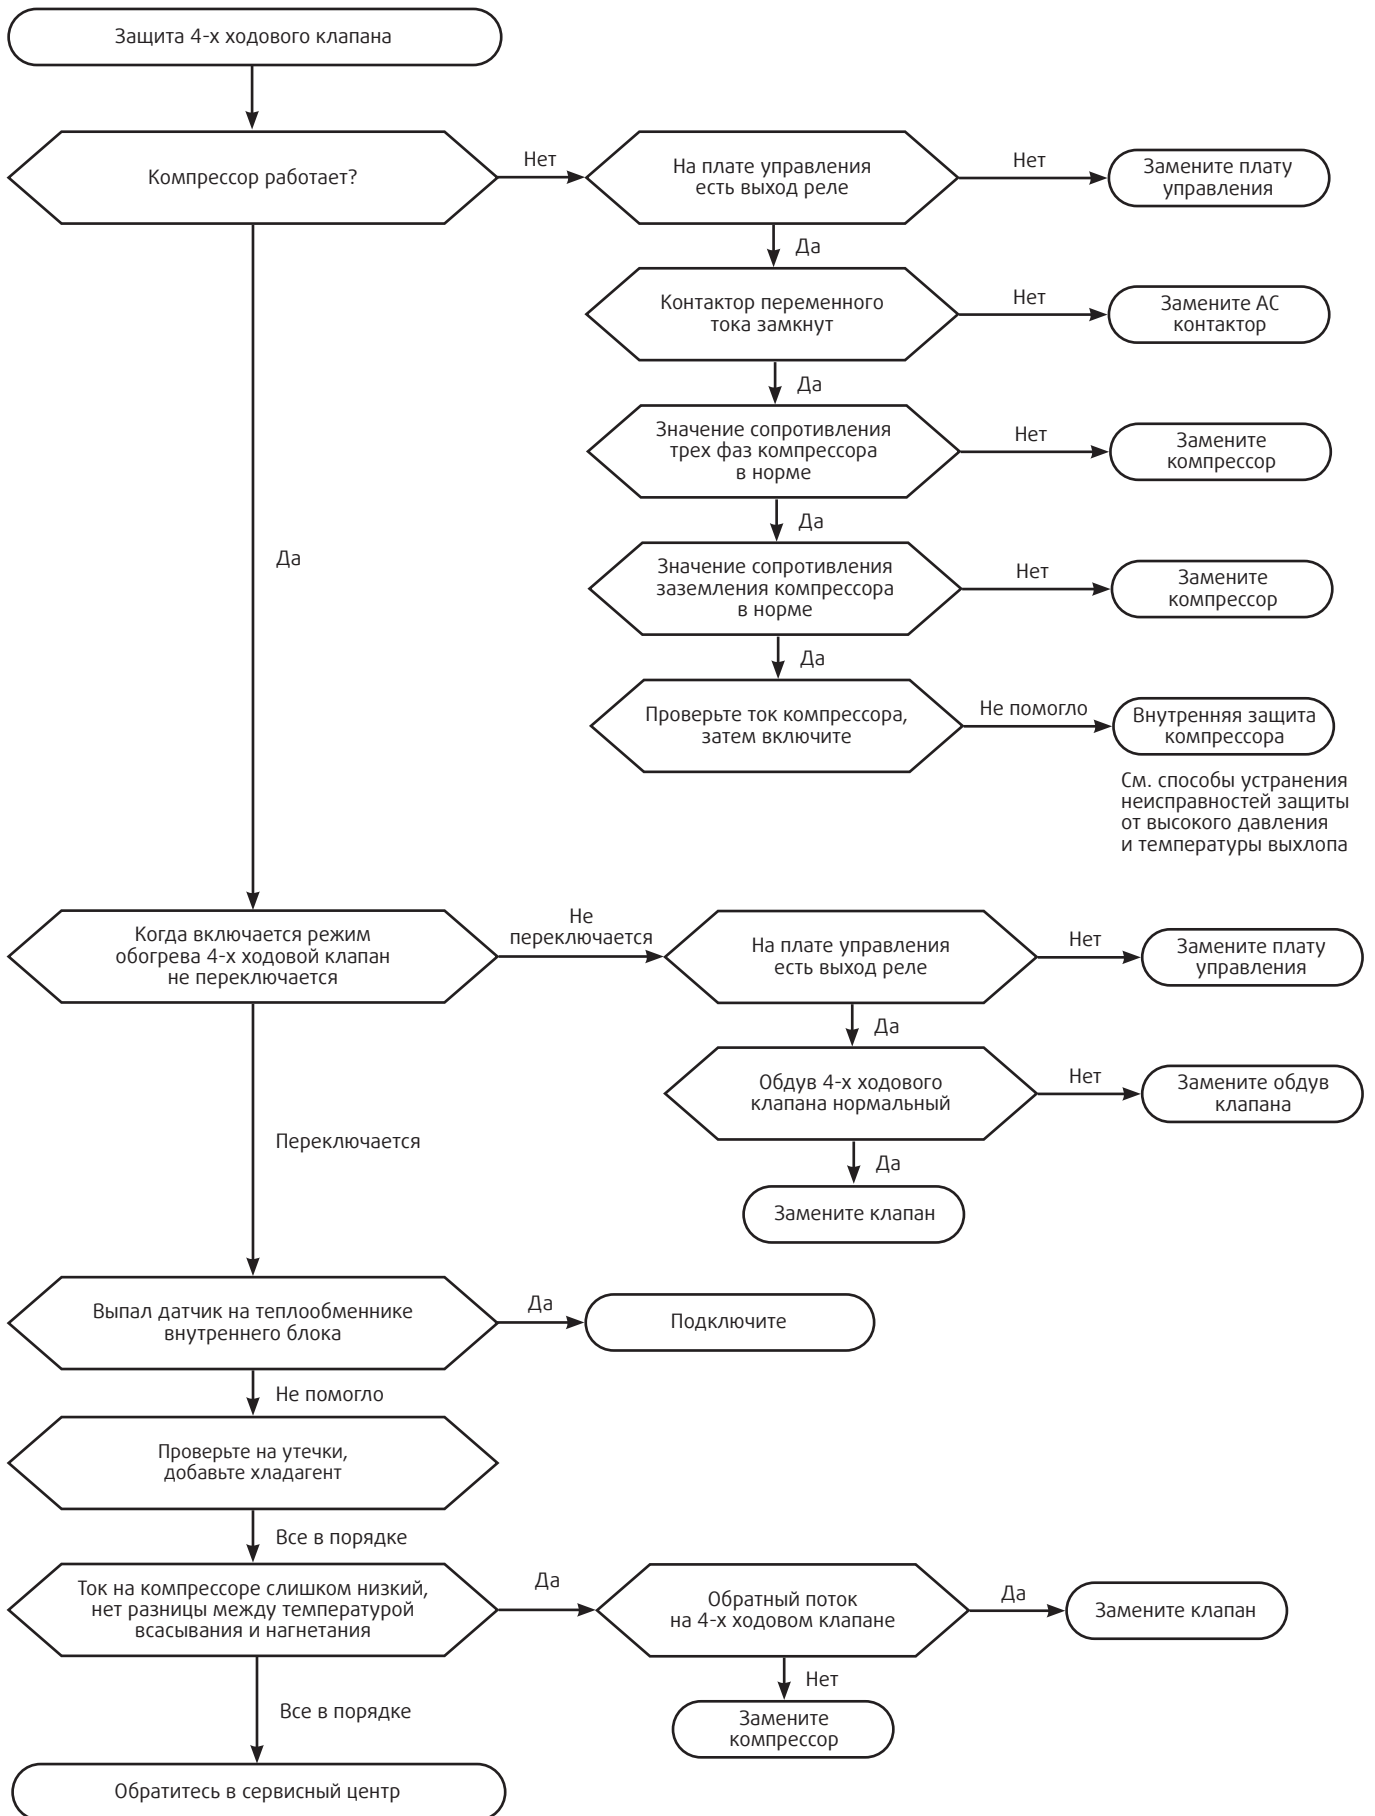 Защита 4-х ходового клапана
Компрессор работает?
Нет
На плате управления
есть выход реле
Нет
Замените плату
управления
Да
Контактор переменного
тока замкнут
Нет
Замените АС
контактор
Да
Значение сопротивления
трех фаз компрессора
в норме
Нет
Замените
компрессор
Да
Значение сопротивления
заземления компрессора
в норме
Нет
Замените
компрессор
Да
Проверьте ток компрессора,
затем включите
Не помогло
Внутренняя защита
компрессора
См. способы устранения
неисправностей защиты
от высокого давления
и температуры выхлопа
Да
Когда включается режим
обогрева 4-х ходовой клапан
не переключается
Не
переключается
На плате управления
есть выход реле
Нет
Замените плату
управления
Да
Обдув 4-х ходового
клапана нормальный
Нет
Замените обдув
клапана
Да
Замените клапан
Переключается
Выпал датчик на теплообменнике
внутреннего блока
Да
Подключите
Не помогло
Проверьте на утечки,
добавьте хладагент
Все в порядке
Ток на компрессоре слишком низкий,
нет разницы между температурой
всасывания и нагнетания
Да
Обратный поток
на 4-х ходовом клапане
Да
Замените клапан
Нет
Замените
компрессор
Все в порядке
Обратитесь в сервисный центр